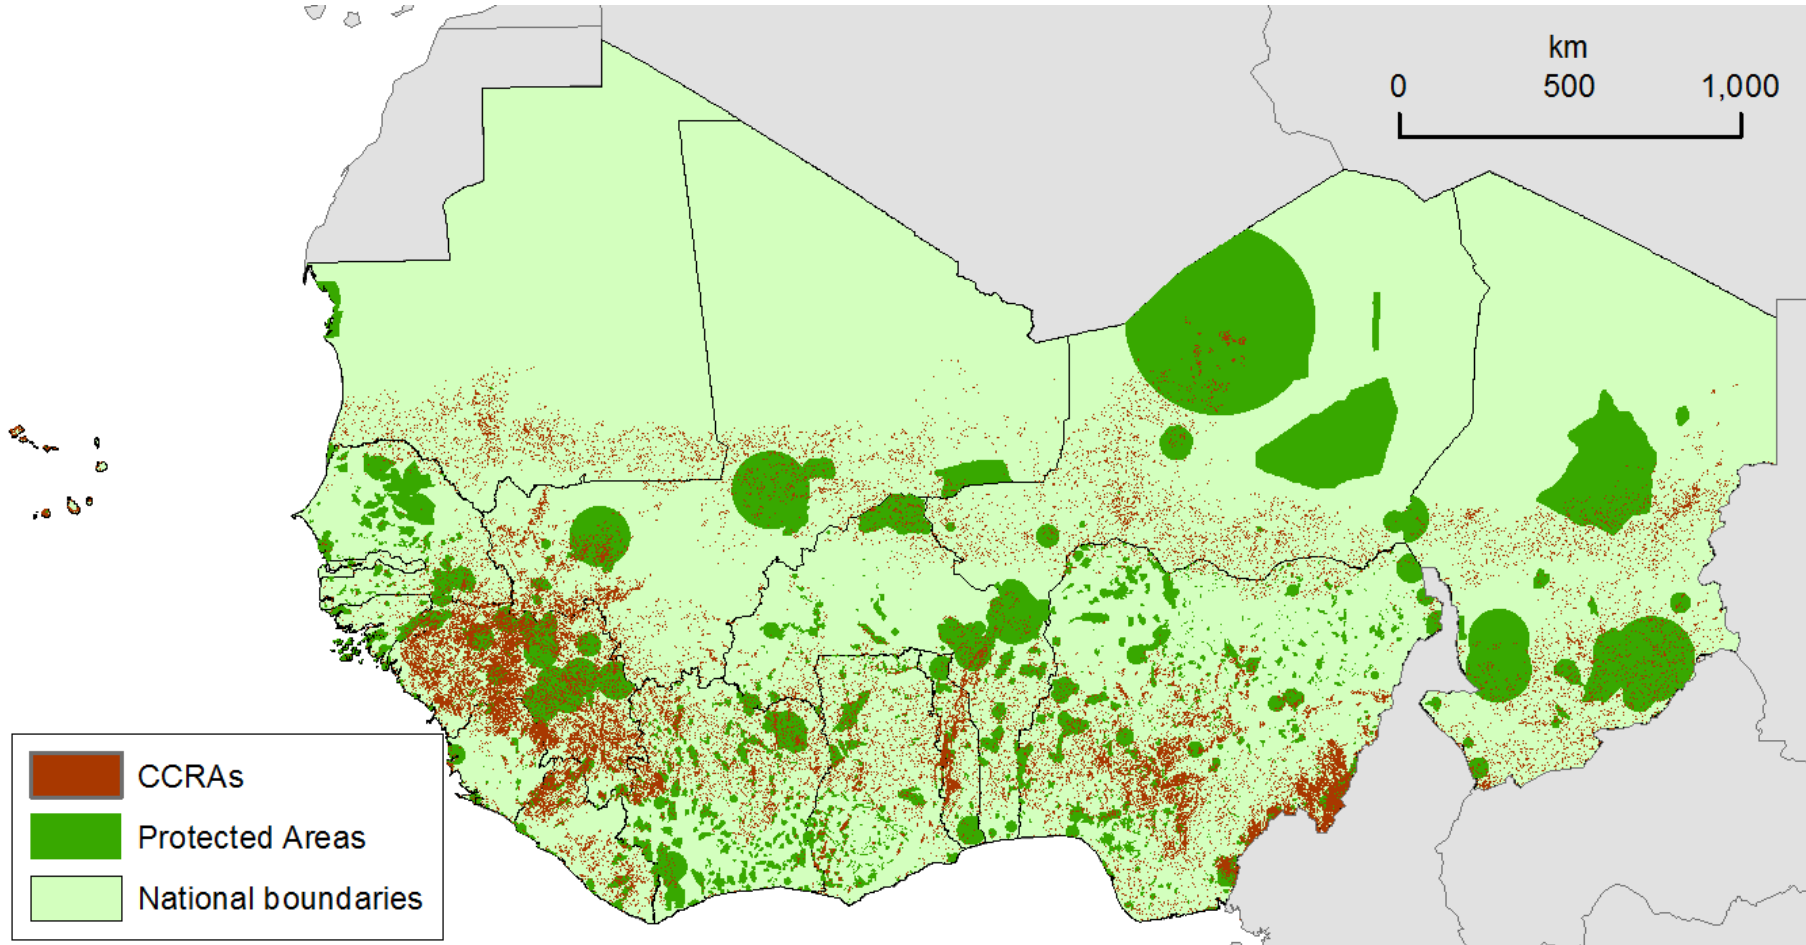 km
0 500 1,000
CCRAs
Protected Areas
National boundaries